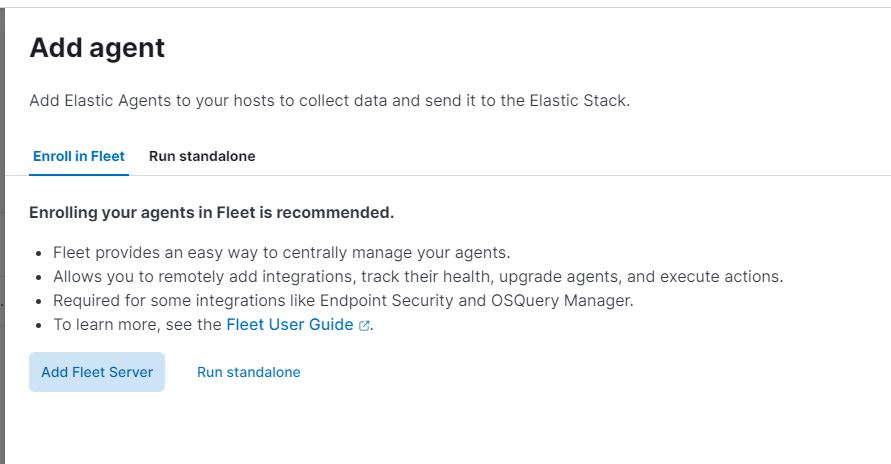 Add agent
Add Elastic Agents to your hosts to collect data and send it to the Elastic Stack.
Enroll in Fleet Run standalone
Enrolling your agents in Fleet is recommended.
• Fleet provides an easy way to centrally manage your agents.
• Allows you to remotely add integrations, track their health, upgrade agents, and execute actions.
• Required for some integrations like Endpoint Security and OSQuery Manager.
• To learn more, see the Fleet User Guide.
Add Fleet Server Run standalone